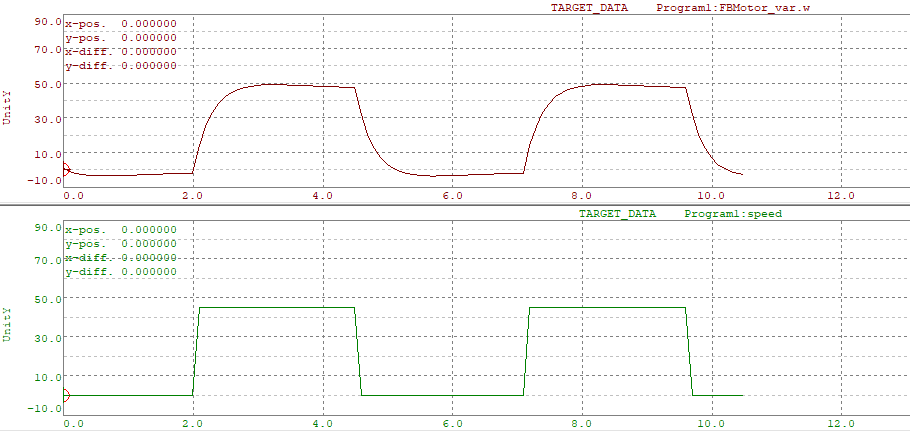 TARGET_DATA Program1:FBMotor_var.w
90.0
x-pos. 0.000000
y-pos. 0.000000
70.0
x-diff. 0.000000
y-diff. 0.000000
50.0
UnitY
30.0
10.0
-10.0
0.0 2.0 4.0 6.0 8.0 10.0 12.0
TARGET_DATA Program1:speed
90.0
x-pos. 0.000000
y-pos. 0.000000
70.0
x-diff. 0.000000
y-diff. 0.000000
50.0
UnitY
30.0
10.0
-10.0
0.0 2.0 4.0 6.0 8.0 10.0 12.0